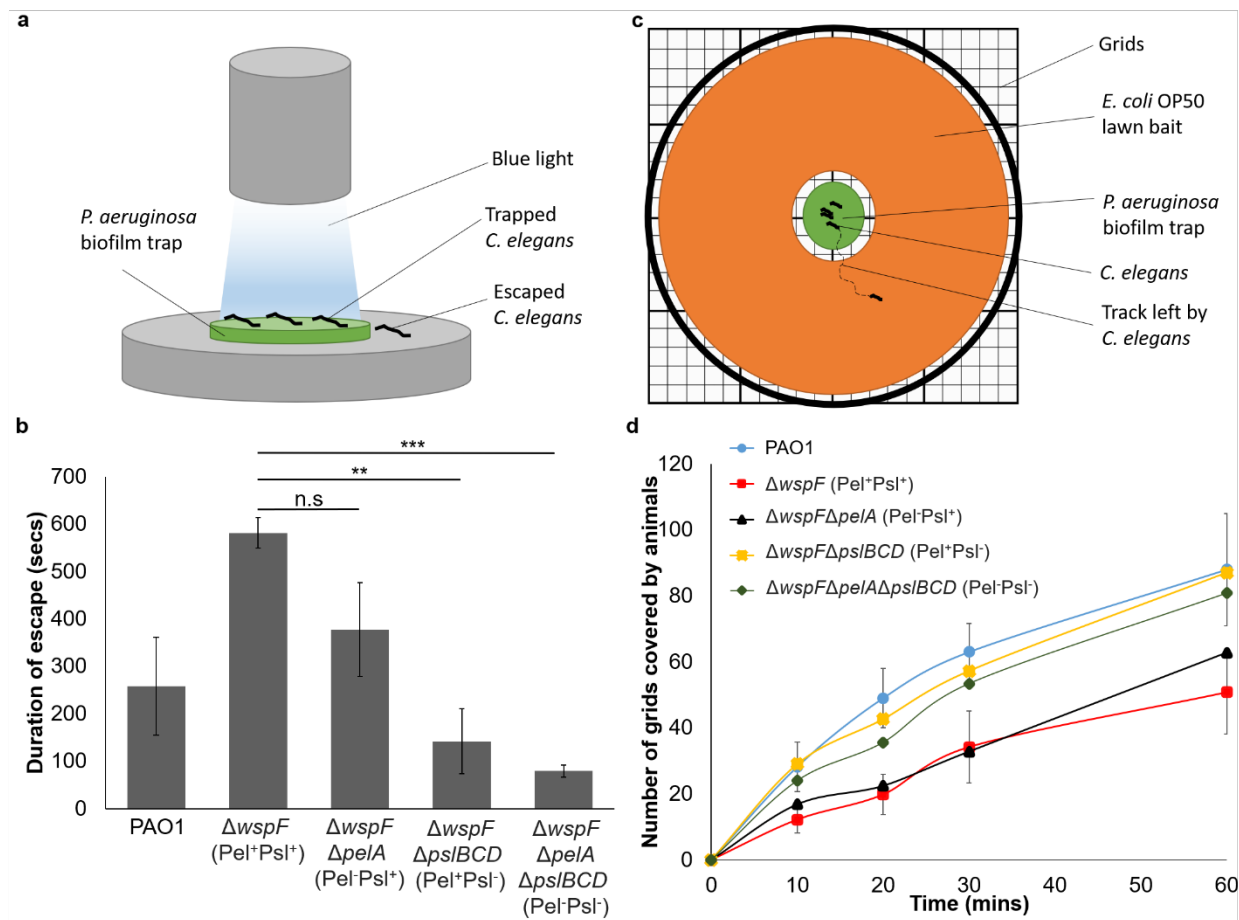 a
Blue light
P. aeruginosa
biofilm trap
Trapped
C. elegans
Escaped
C. elegans
c
Grids
E. coli OP50
lawn bait
P. aeruginosa
biofilm trap
C. elegans
Track left by
C. elegans
b
Duration of escape (secs)
700
600
500
400
300
200
100
0
***
**
n.s
PAO1
ΔwspF
(Pel⁺Psl⁺)
ΔwspF
ΔpelA
(Pel⁻Psl⁺)
ΔwspF
ΔpslBCD
(Pel⁺Psl⁻)
ΔwspF
ΔpelA
ΔpslBCD
(Pel⁻Psl⁻)
d
PAO1
ΔwspF (Pel⁺Psl⁺)
ΔwspFΔpelA (Pel⁻Psl⁺)
ΔwspFΔpslBCD (Pel⁺Psl⁻)
ΔwspFΔpelAΔpslBCD (Pel⁻Psl⁻)
Number of grids covered by animals
120
100
80
60
40
20
0
0
10
20
30
40
50
60
Time (mins)